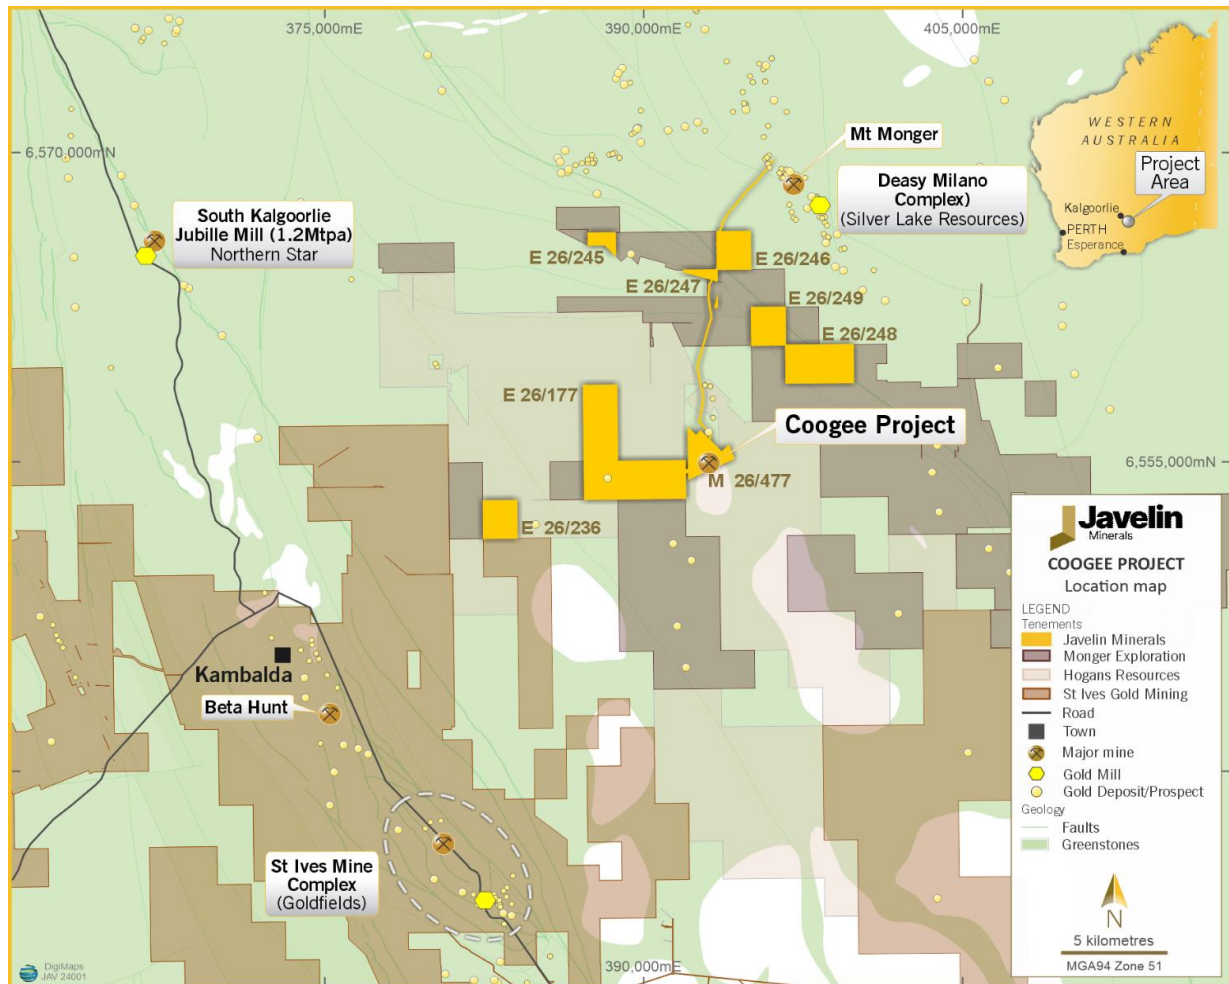 375,000mE
390,000mE
405,000mE
6,570,000mN
WESTERN
AUSTRALIA
Project
Area
Kalgoorlie
PERTH
Esperance
Mt Monger
Deasy Milano
Complex)
(Silver Lake Resources)
South Kalgoorlie
Jubille Mill (1.2Mtpa)
Northern Star
E 26/245
E 26/246
E 26/247
E 26/249
E 26/248
E 26/177
Coogee Project
6,555,000mN
M 26/477
E 26/236
Kambalda
Beta Hunt
St Ives Mine
Complex
(Goldfields)
390,000mE
Javelin
Minerals
COOGEE PROJECT
Location map
LEGEND
Tenements
Javelin Minerals
Monger Exploration
Hogans Resources
St Ives Gold Mining
Road
Town
Major mine
Gold Mill
Gold Deposit/Prospect
Geology
Faults
Greenstones
N
5 kilometres
MGA94 Zone 51
DigiMaps
JAV 24001